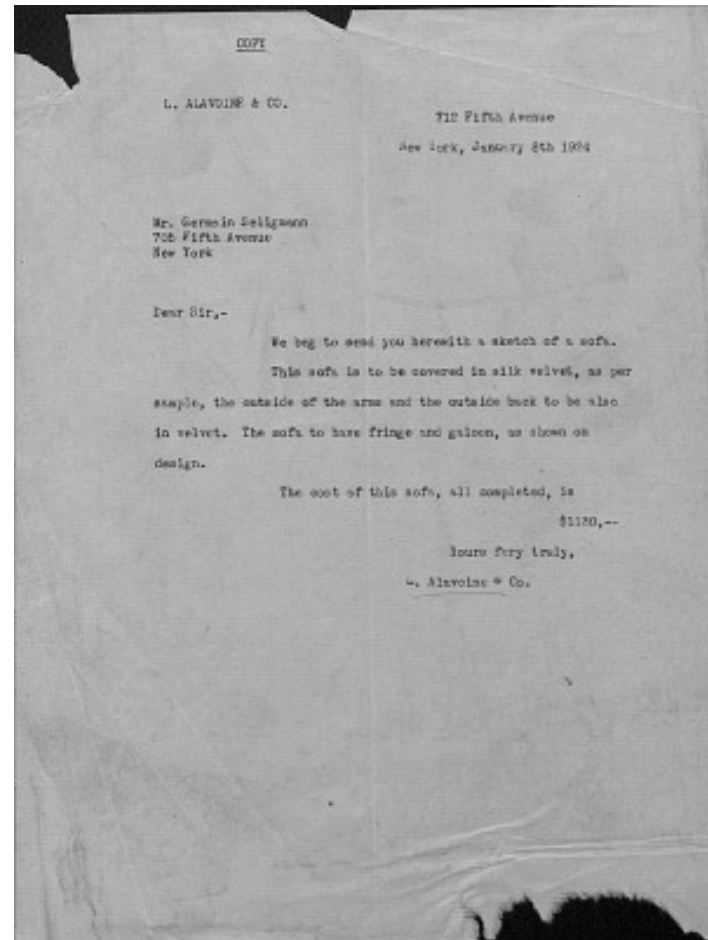 COPY
L. ALAVOINE & CO.
712 Fifth Avenue
New York, January 8th 1924
Mr. Germain Seligmann
705 Fifth Avenue
New York
Dear Sir,-
We beg to send you herewith a sketch of a sofa.
This sofa is to be covered in silk velvet, as per
sample, the outside of the arms and the outside back to be also
in velvet. The sofa to have fringe and galoon, as shown on
design.
The cost of this sofa, all completed, is
Yours fery truly,
L. Alavoine & Co.